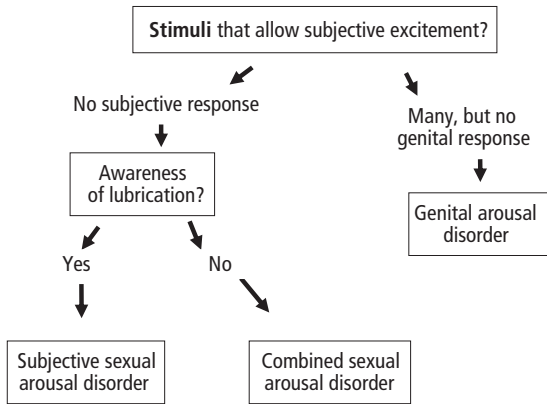 Stimuli that allow subjective excitement?
No subjective response
Many, but no
genital response
Awareness
of lubrication?
Genital arousal
disorder
Yes
No
Subjective sexual
arousal disorder
Combined sexual
arousal disorder